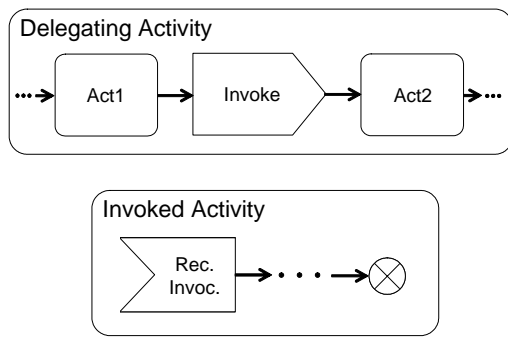 Delegating Activity
Act1
Invoke
Act2
Invoked Activity
Rec.
Invoc.